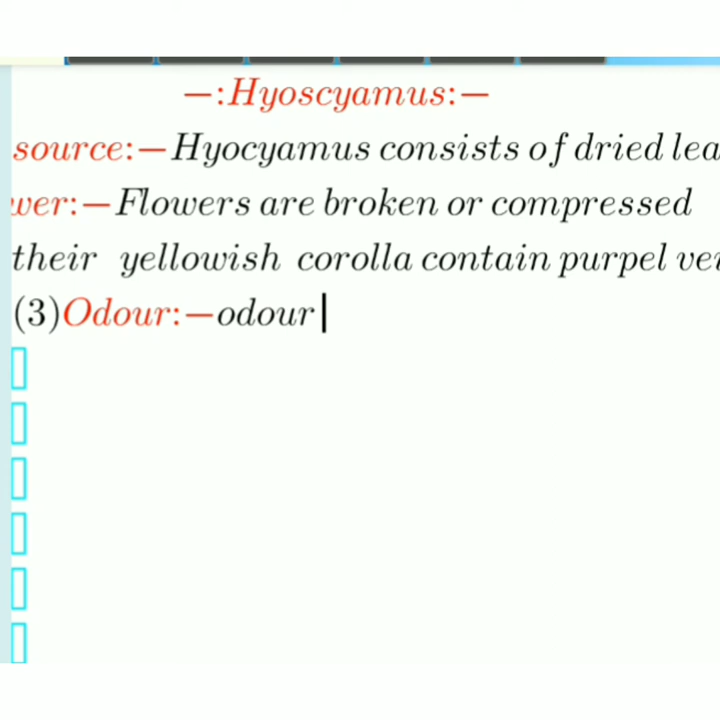 —:Hyoscyamus:—
source:—Hyocyamus consists of dried lea
wer:—Flowers are broken or compressed
their yellowish corolla contain purpel
(3)Odour:—odour